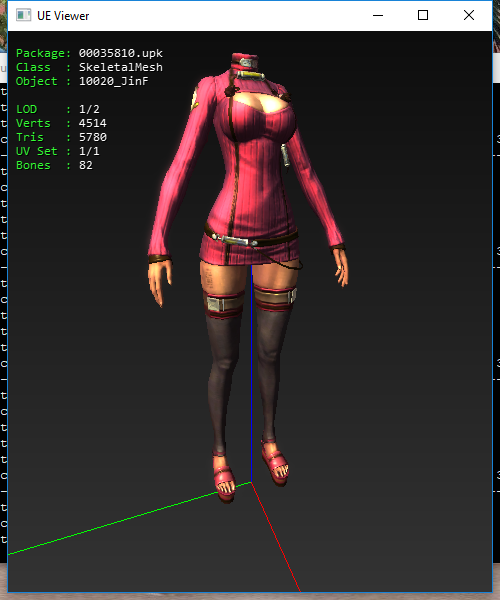 UE Viewer
Package: 00035810.upk
Class : SkeletalMesh
Object : 10020_JinF
LOD : 1/2
Verts : 4514
Tris : 5780
UV Set : 1/1
Bones : 82